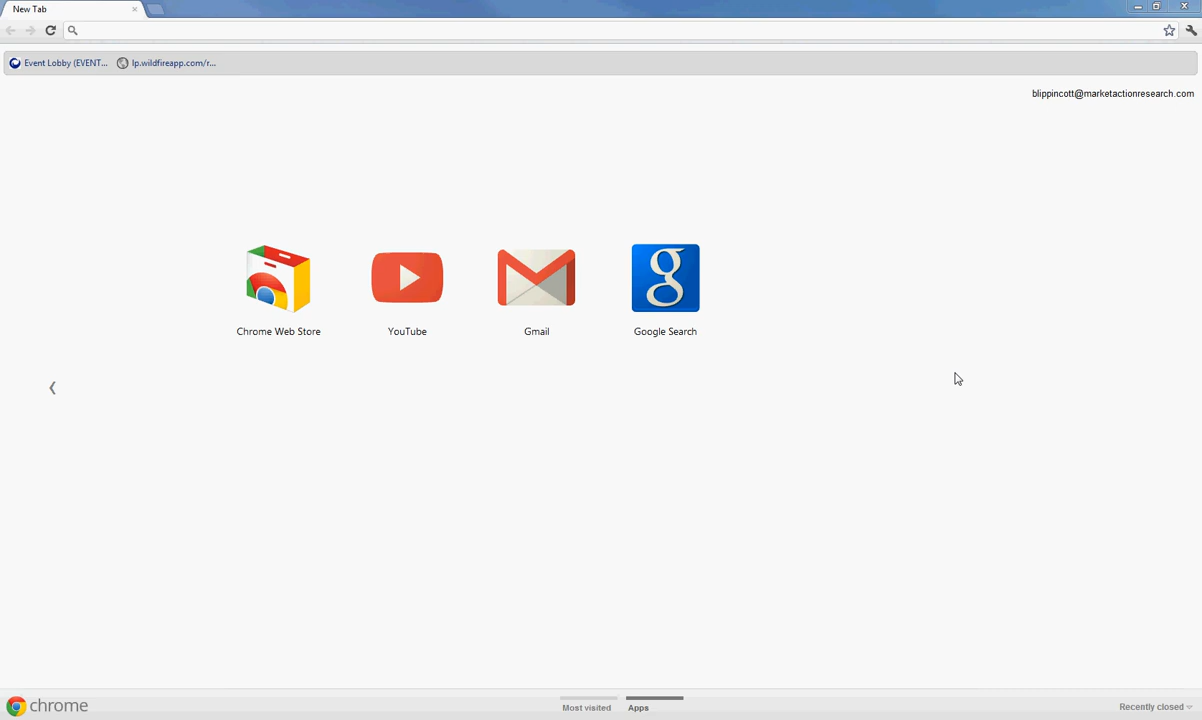 New Tab
Event Lobby (EVENT... lp.wildfireapp.com/r...
blippincott@marketactionresearch.com
Chrome Web Store YouTube Gmail Google Search
chrome Most visited Apps Recently closed